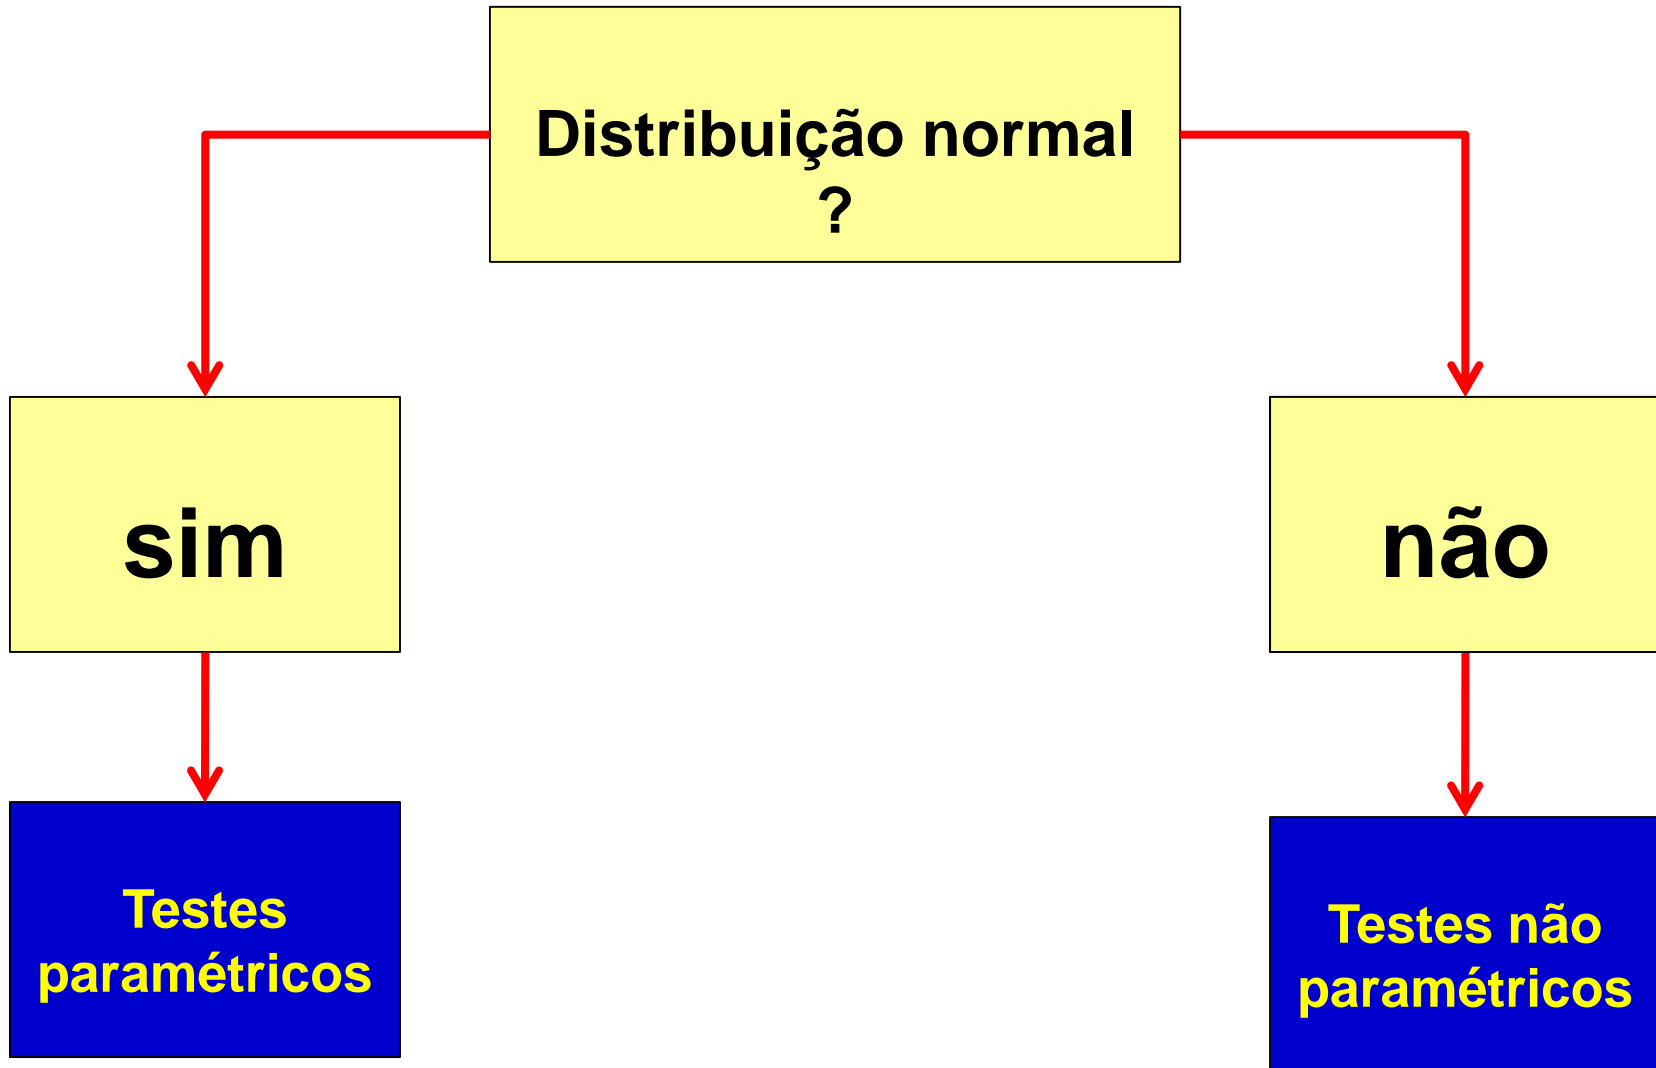 Distribuição normal
?
sim
não
Testes
paramétricos
Testes não
paramétricos